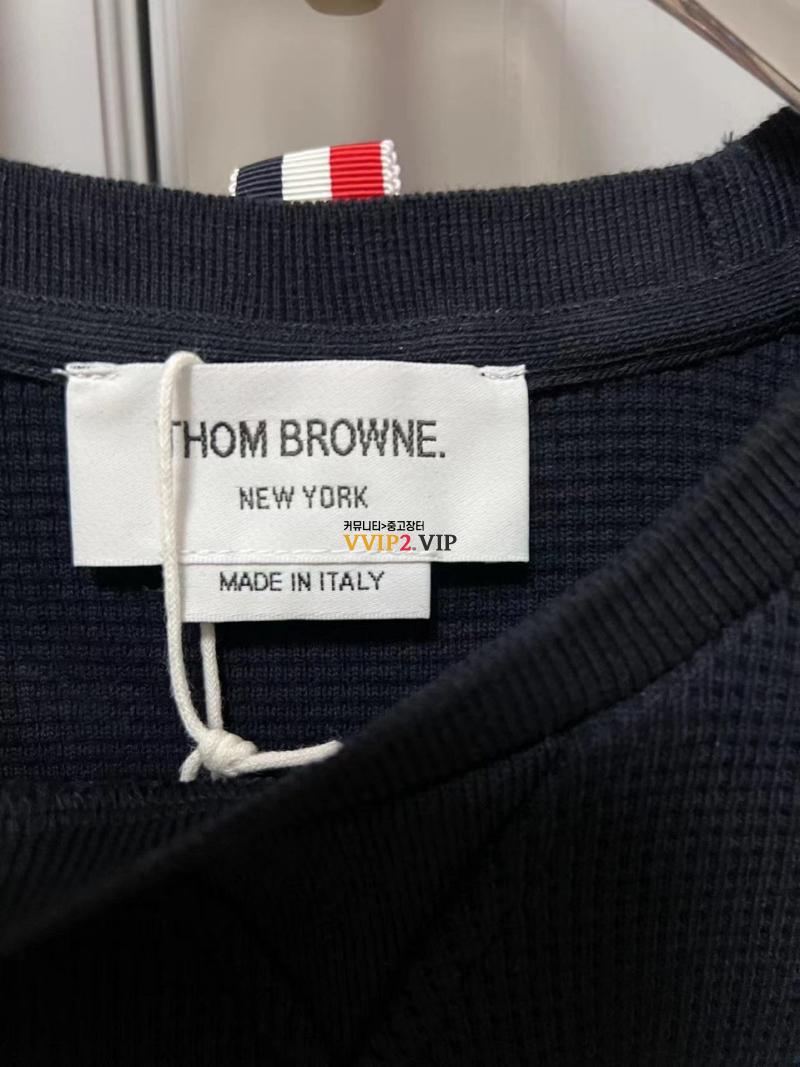 THOM BROWNE.
NEW YORK
커뮤니티>중고장터
VVIP2.VIP
MADE IN ITALY